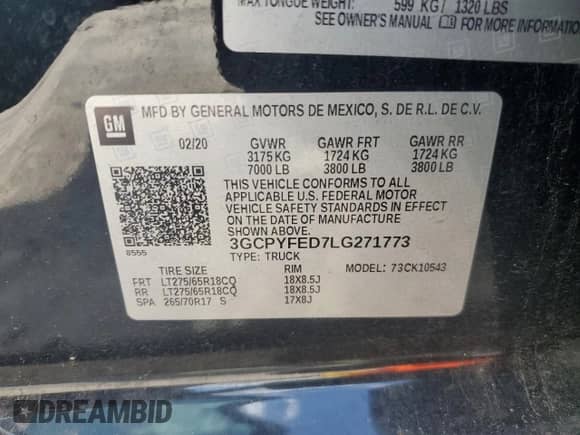 MAX TONGUE WEIGHT: 599 KG / 1320 LBS
SEE OWNER'S MANUAL FOR MORE INFORMATION
GM
MFD BY GENERAL MOTORS DE MEXICO, S. DE R.L. DE C.V.
02/20 GVWR GAWR FRT GAWR RR
3175 KG 1724 KG 1724 KG
7000 LB 3800 LB 3800 LB
THIS VEHICLE CONFORMS TO ALL
APPLICABLE U.S. FEDERAL MOTOR
VEHICLE SAFETY STANDARDS IN EFFECT
ON THE DATE OF MANUFACTURE SHOWN ABOVE.
3GCPYFED7LG271773
8555
TYPE: TRUCK
MODEL: 73CK10543
TIRE SIZE RIM
FRT LT275/65R18CQ 18X8.5J
RR LT275/65R18CQ 18X8.5J
SPA 265/70R17 S 17X8J
DREAMBID